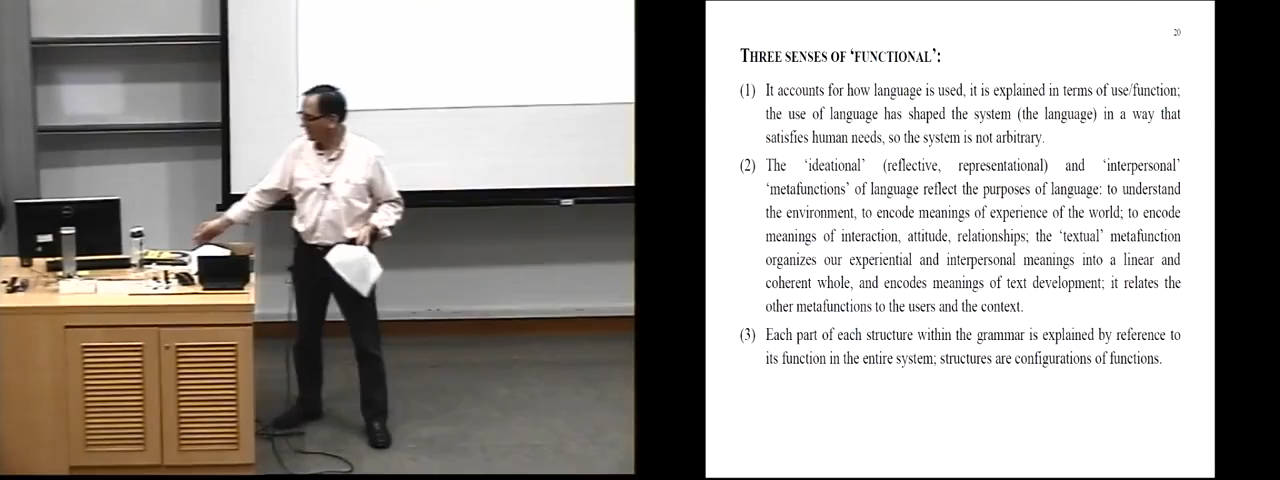 20
THREE SENSES OF ‘FUNCTIONAL’:
(1) It accounts for how language is used, it is explained in terms of use/function;
the use of language has shaped the system (the language) in a way that
satisfies human needs, so the system is not arbitrary.
(2) The ‘ideational’ (reflective, representational) and ‘interpersonal’
‘metafunctions’ of language reflect the purposes of language: to understand
the environment, to encode meanings of experience of the world; to encode
meanings of interaction, attitude, relationships; the ‘textual’ metafunction
organizes our experiential and interpersonal meanings into a linear and
coherent whole, and encodes meanings of text development; it relates the
other metafunctions to the users and the context.
(3) Each part of each structure within the grammar is explained by reference to
its function in the entire system; structures are configurations of functions.